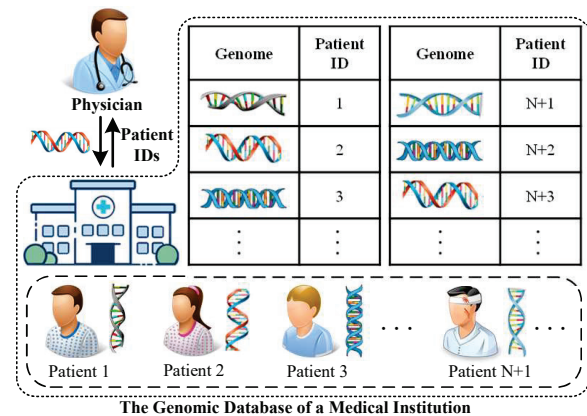 Physician
Patient
IDs
Genome Patient ID
1
2
3
⋮ ⋮
Genome Patient ID
N+1
N+2
N+3
⋮ ⋮
Patient 1 Patient 2 Patient 3 ··· Patient N+1 ···
The Genomic Database of a Medical Institution